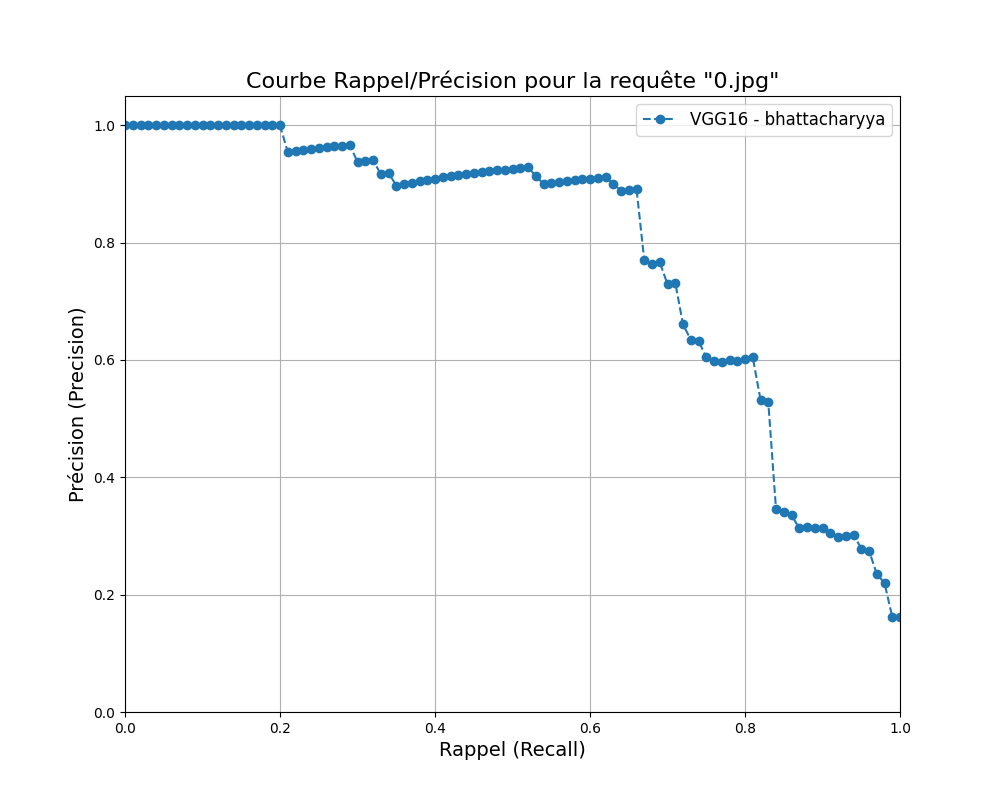 Courbe Rappel/Précision pour la requête "0.jpg"
VGG16 - bhattacharyya
Précision (Precision)
1.0
0.8
0.6
0.4
0.2
0.0
0.0 0.2 0.4 0.6 0.8 1.0
Rappel (Recall)